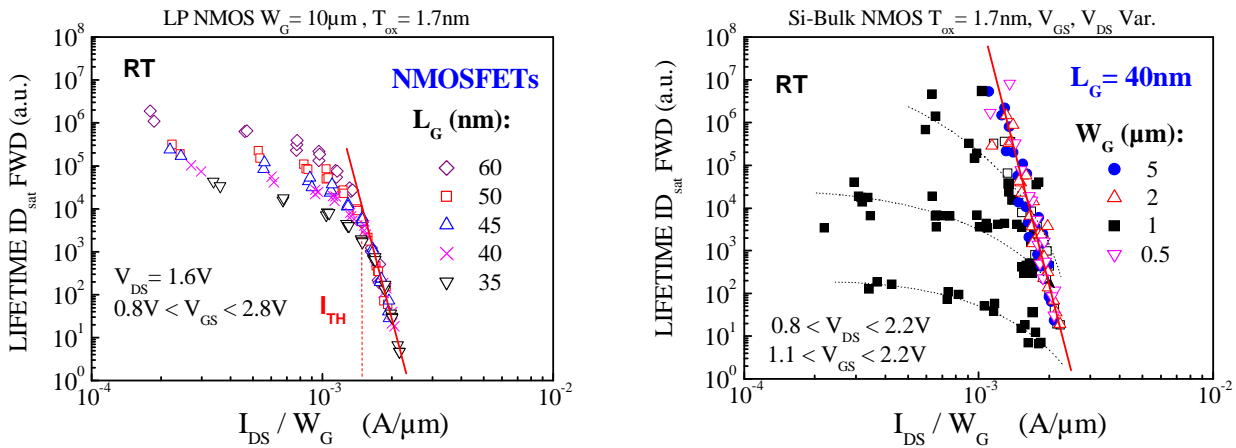 LP NMOS W_G= 10µm , T_ox= 1.7nm
LIFETIME ID_sat FWD (a.u.)
10^8
10^7
10^6
10^5
10^4
10^3
10^2
10^1
10^0
RT
NMOSFETs
L_G (nm):
60
50
45
40
35
V_DS= 1.6V
0.8V < V_GS < 2.8V
I_TH
10^-4
10^-3
10^-2
I_DS / W_G (A/µm)
Si-Bulk NMOS T_ox= 1.7nm, V_GS, V_DS Var.
LIFETIME ID_sat FWD (a.u.)
10^8
10^7
10^6
10^5
10^4
10^3
10^2
10^1
10^0
RT
L_G= 40nm
W_G (µm):
5
2
1
0.5
0.8 < V_DS < 2.2V
1.1 < V_GS < 2.2V
10^-4
10^-3
10^-2
I_DS / W_G (A/µm)